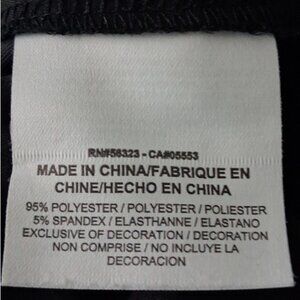 RN#56323 - CA#05553
MADE IN CHINA/FABRIQUE EN
CHINE/HECHO EN CHINA
95% POLYESTER / POLYESTER / POLIESTER
5% SPANDEX / ELASTHANNE / ELASTANO
EXCLUSIVE OF DECORATION / DECORATION
NON COMPRISE / NO INCLUYE LA
DECORACION